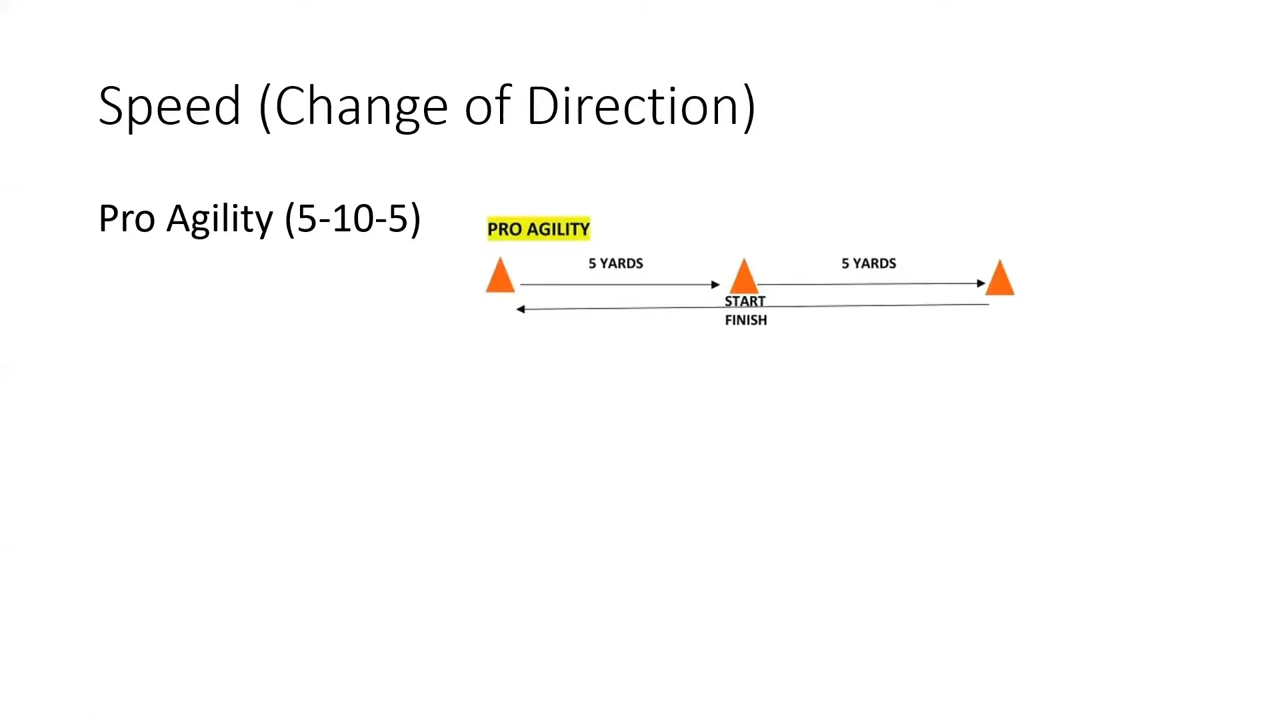 Speed (Change of Direction)
Pro Agility (5-10-5)
PRO AGILITY
5 YARDS
5 YARDS
START
FINISH